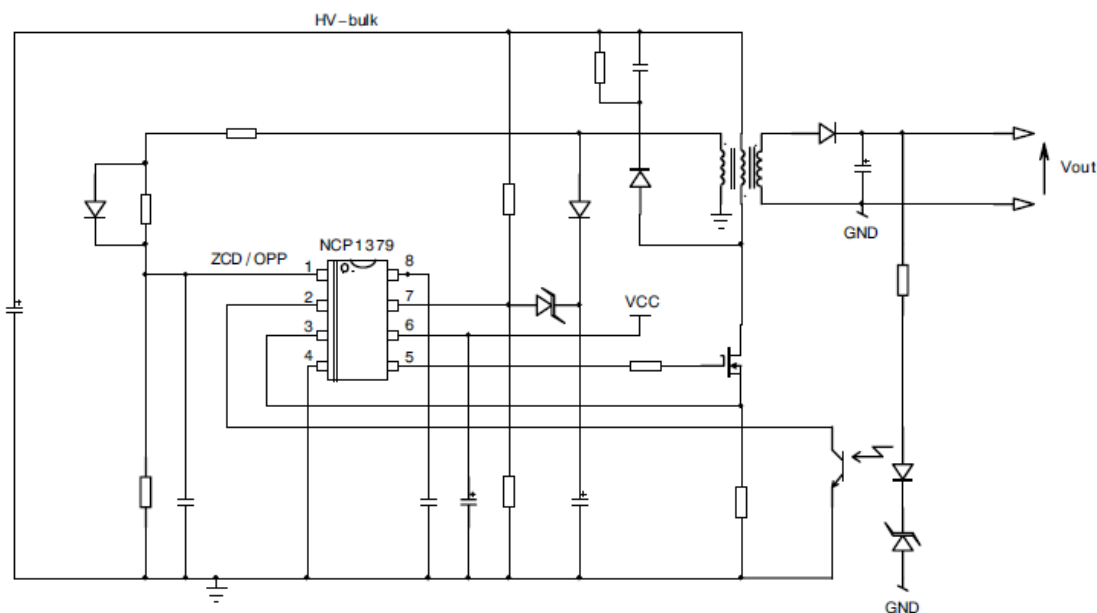 HV-bulk
Vout
GND
NCP1379
ZCD / OPP
1
8
2
7
VCC
3
6
4
5
GND